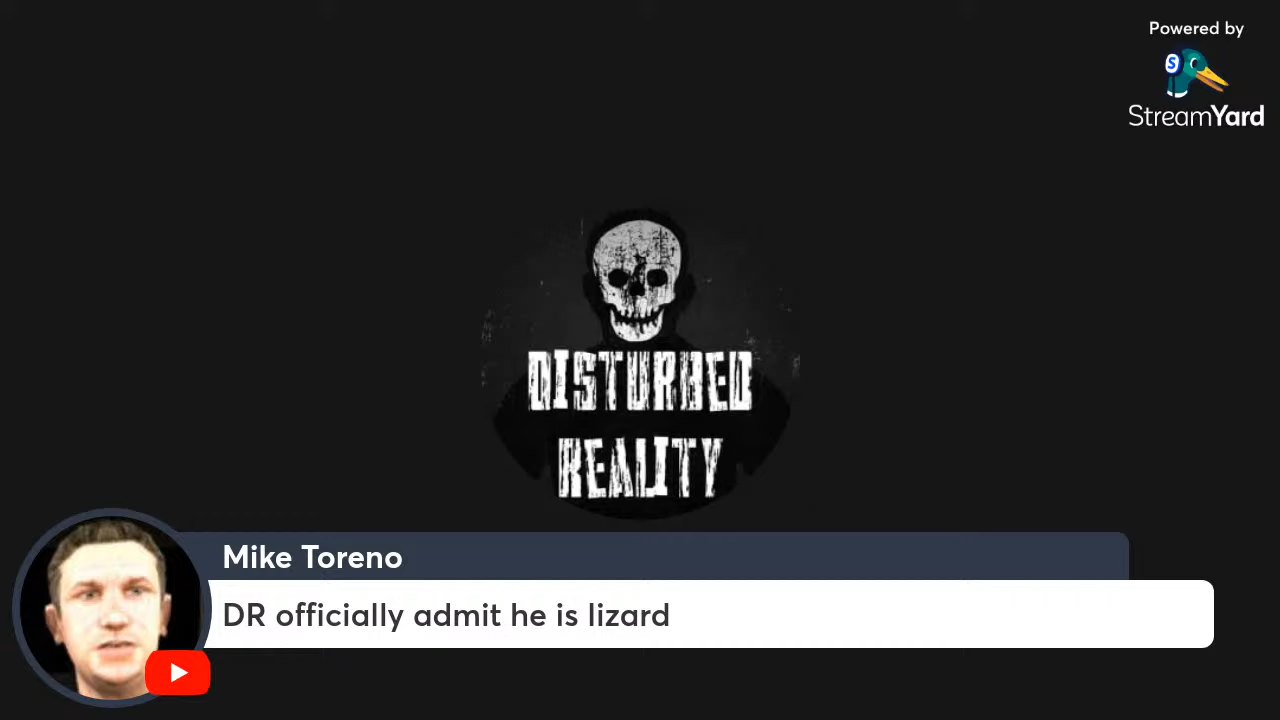 Powered by
S
StreamYard
DISTURBED
REALITY
Mike Toreno
DR officially admit he is lizard